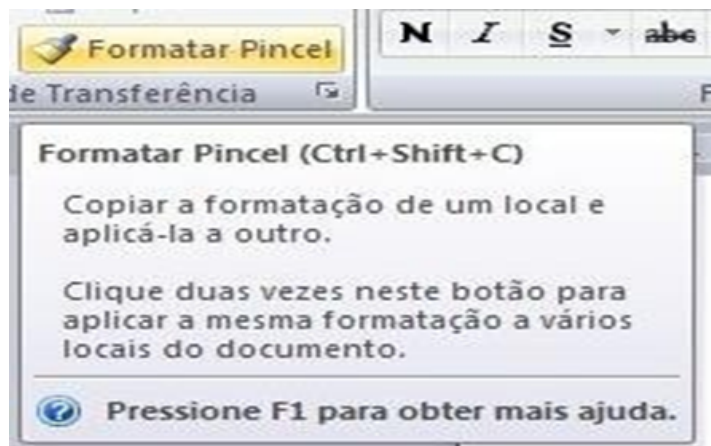 Formatar Pincel
N I S abc
de Transferência
F
Formatar Pincel (Ctrl+Shift+C)
Copiar a formatação de um local e
aplicá-la a outro.
Clique duas vezes neste botão para
aplicar a mesma formatação a vários
locais do documento.
Pressione F1 para obter mais ajuda.